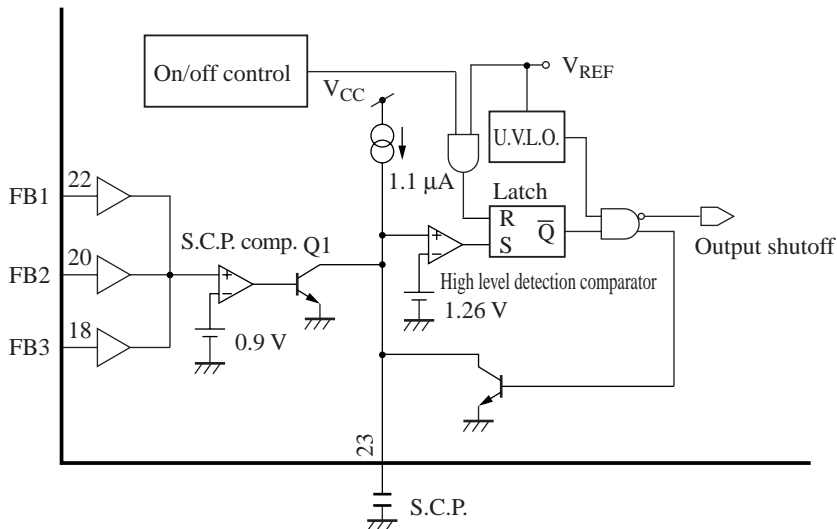 On/off control
V_CC
V_REF
U.V.L.O.
1.1 µA
Latch
R
S
Q̅
FB1
22
FB2
20
FB3
18
S.C.P. comp.
Q1
+
−
+
−
0.9 V
High level detection comparator
1.26 V
Output shutoff
23
S.C.P.